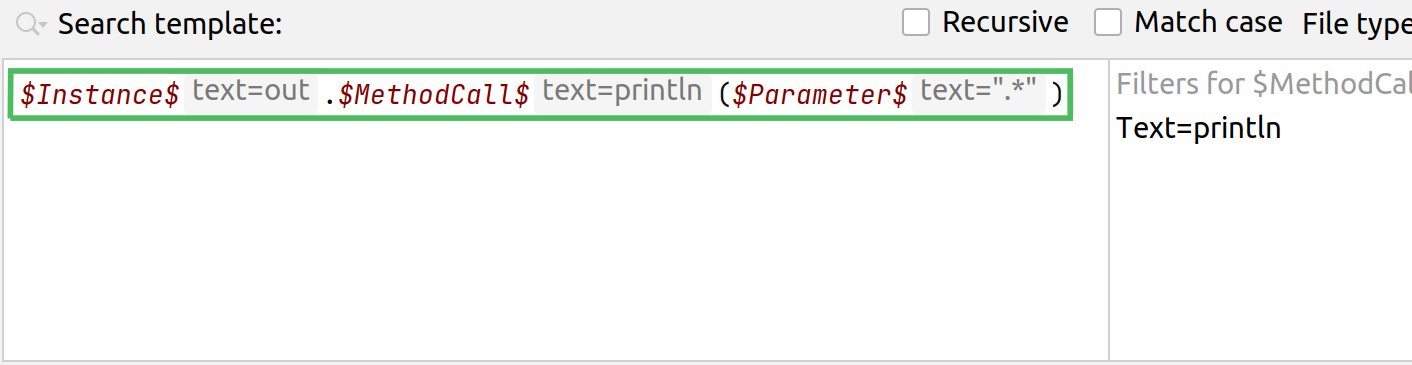 Search template: Recursive Match case File type
$Instance$ text=out .$MethodCall$ text=println ($Parameter$ text=".*" )
Filters for $MethodCal
Text=println